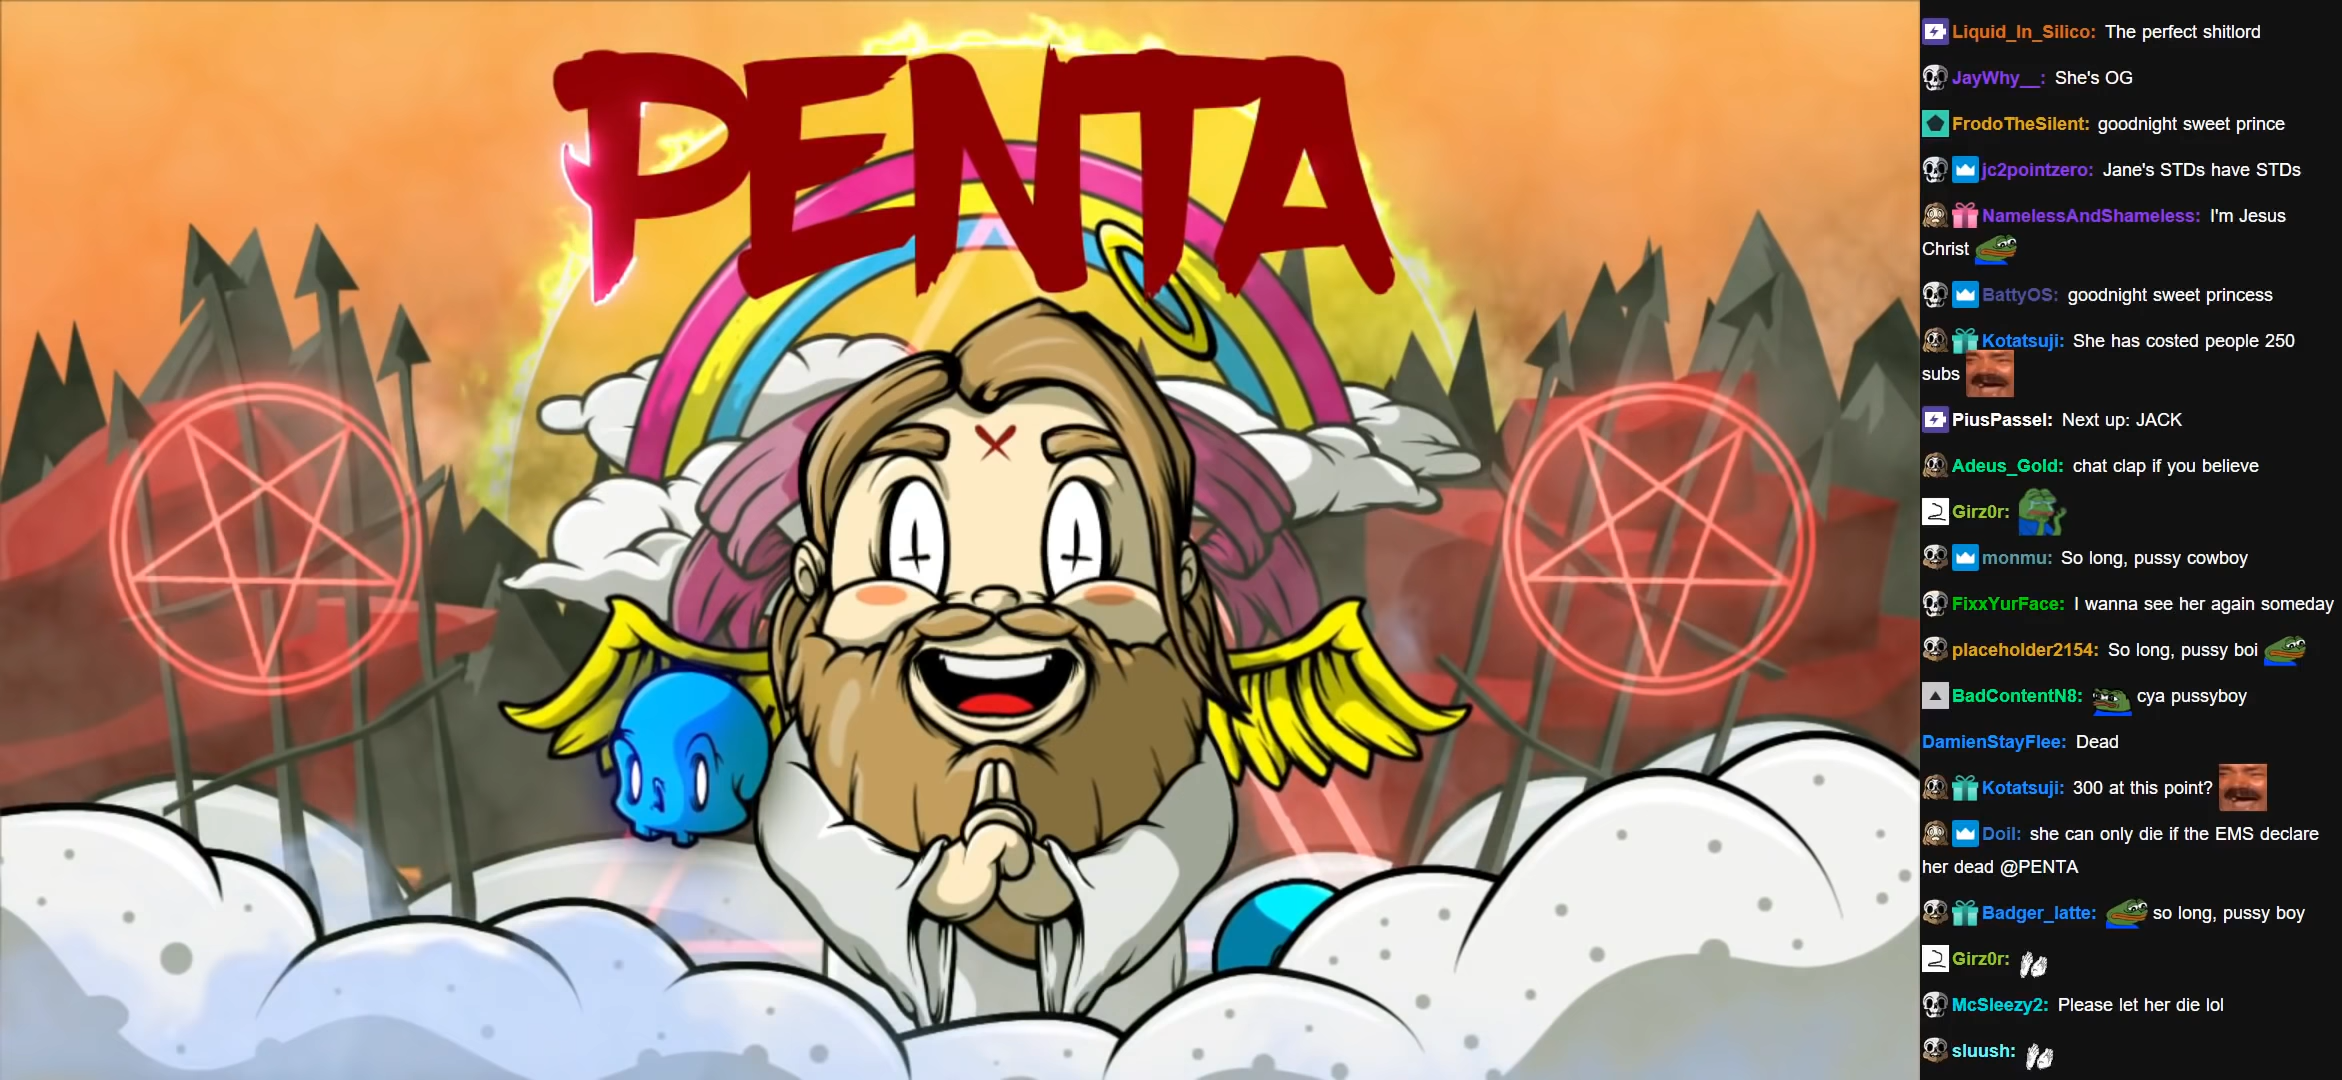 PENTA
Liquid_In_Silico: The perfect shitlord
JayWhy__: She's OG
FrodoTheSilent: goodnight sweet prince
jc2pointzero: Jane's STDs have STDs
NamelessAndShameless: I'm Jesus
Christ
BattyOS: goodnight sweet princess
Kotatsuji: She has costed people 250
subs
PiusPassel: Next up: JACK
Adeus_Gold: chat clap if you believe
Girz0r:
monmu: So long, pussy cowboy
FixxYurFace: I wanna see her again someday
placeholder2154: So long, pussy boi
BadContentN8: cya pussyboy
DamienStayFlee: Dead
Kotatsuji: 300 at this point?
Doil: she can only die if the EMS declare
her dead @PENTA
Badger_latte: so long, pussy boy
Girz0r:
McSleezy2: Please let her die lol
sluush: